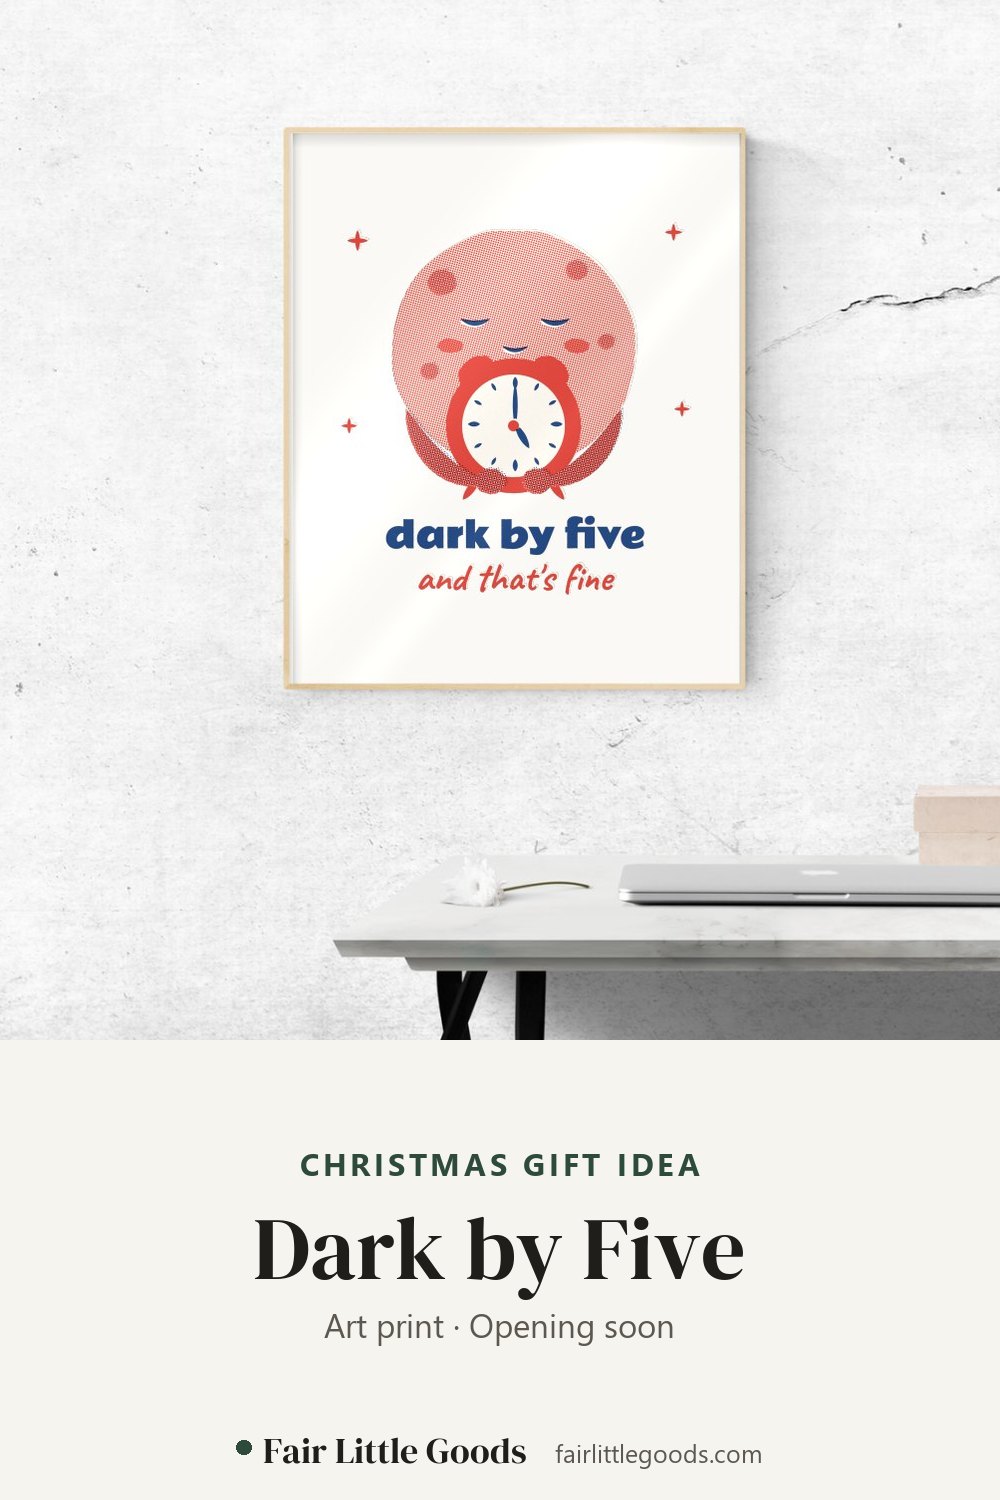 dark by five
and that's fine
CHRISTMAS GIFT IDEA
Dark by Five
Art print · Opening soon
Fair Little Goods fairlittlegoods.com